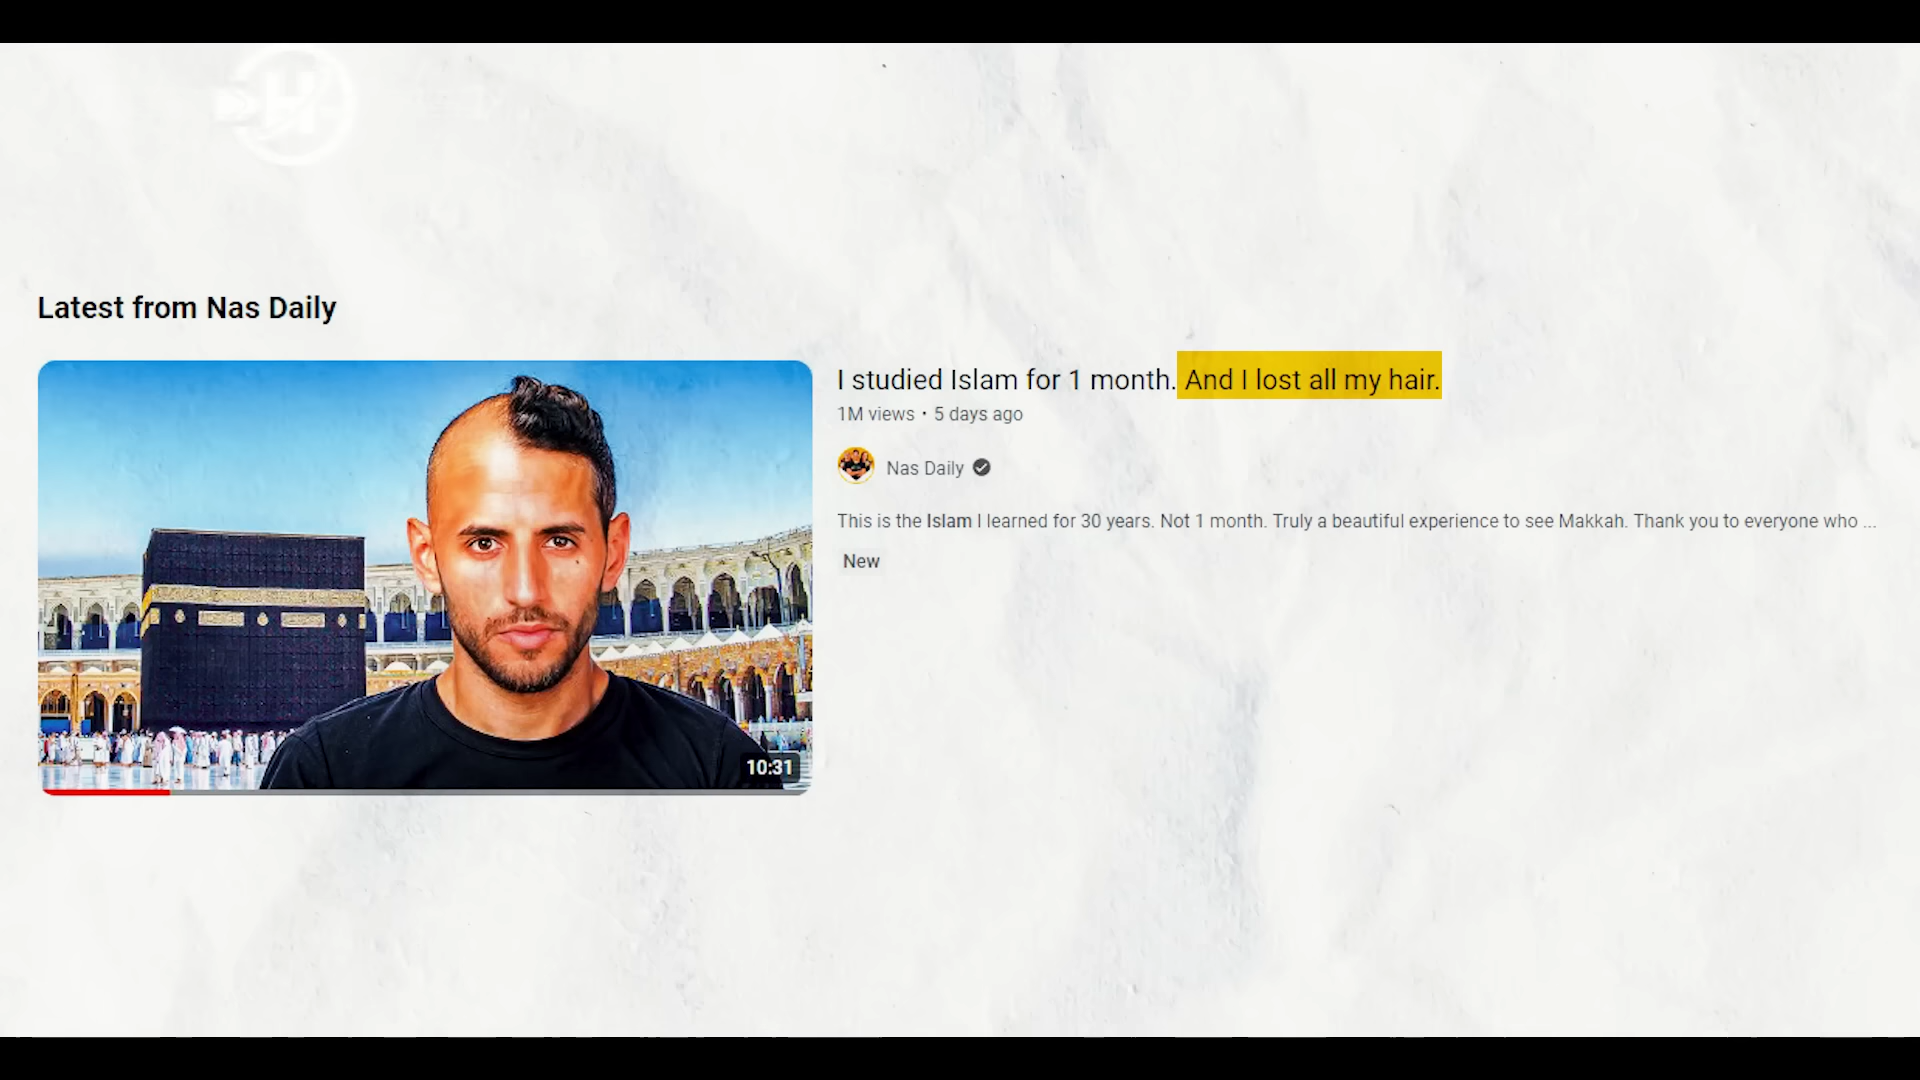 Latest from Nas Daily
I studied Islam for 1 month. And I lost all my hair.
1M views • 5 days ago
Nas Daily
This is the Islam I learned for 30 years. Not 1 month. Truly a beautiful experience to see Makkah. Thank you to everyone who ...
New
10:31